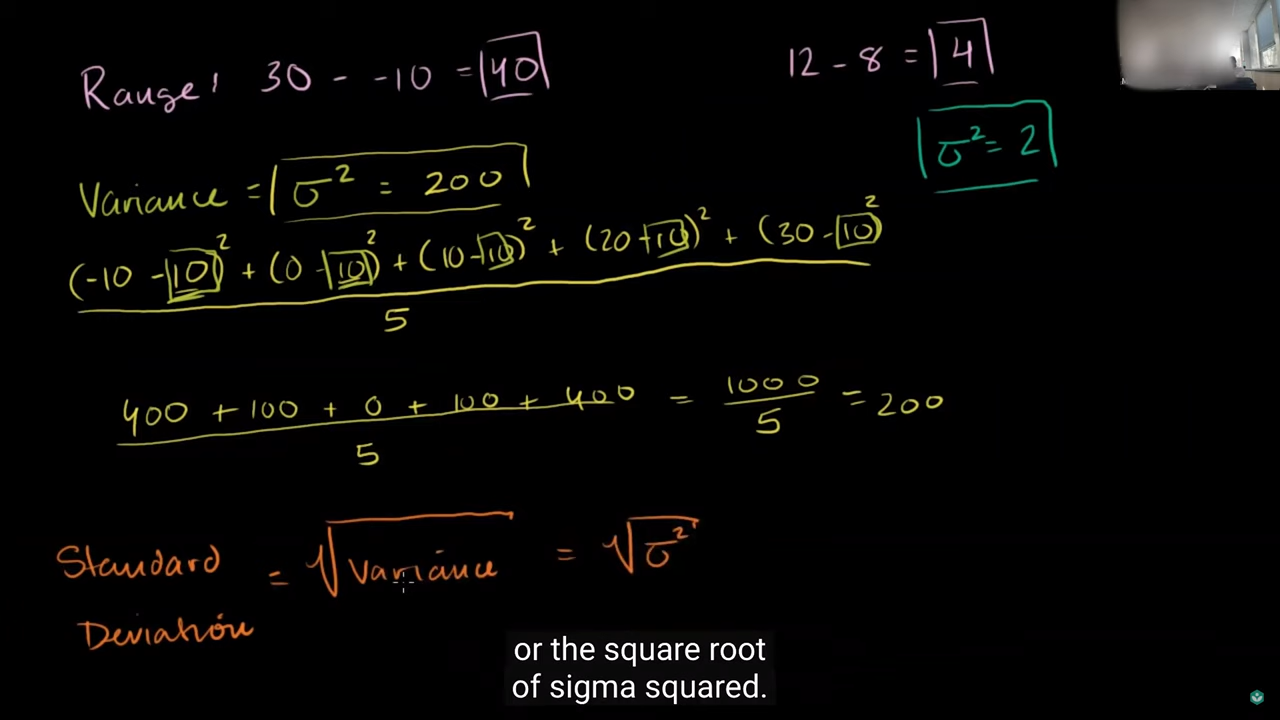 Range: 30 - -10 = 40
12 - 8 = 4
σ² = 2
Variance = σ² = 200
(-10 - 10)² + (0 - 10)² + (10 - 10)² + (20 - 10)² + (30 - 10)²
5
400 + 100 + 0 + 100 + 400 = 1000 = 200
5 5
Standard = √Variance = √σ²
Deviation
or the square root
of sigma squared.